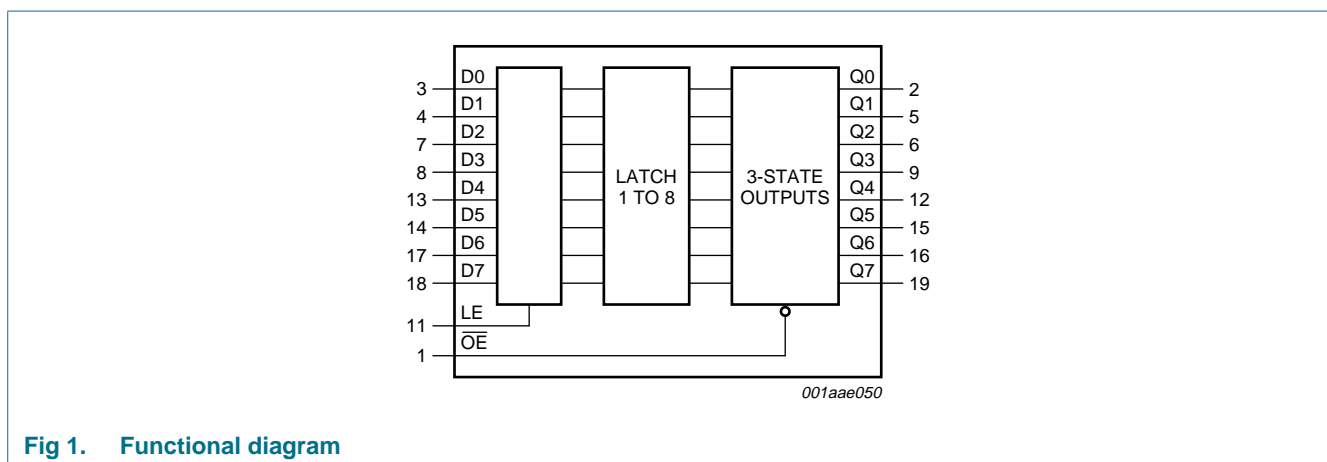 3 D0 Q0 2
4 D1 Q1 5
7 D2 Q2 6
8 D3 Q3 9
LATCH 3-STATE
1 TO 8 OUTPUTS
13 D4 Q4 12
14 D5 Q5 15
17 D6 Q6 16
18 D7 Q7 19
11 LE
1 O̅E̅
001aae050
Fig 1. Functional diagram